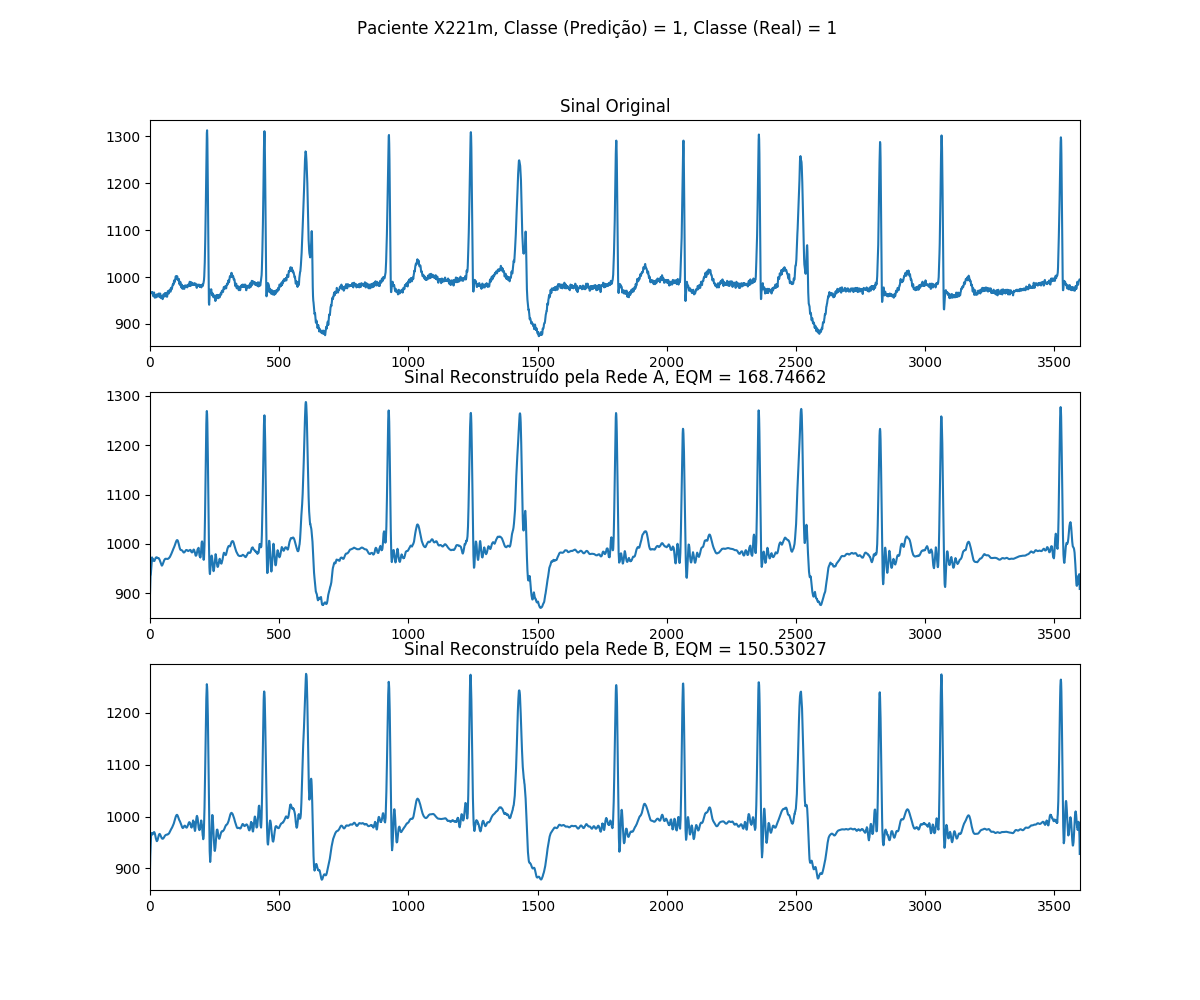 Paciente X221m, Classe (Predição) = 1, Classe (Real) = 1
Sinal Original
1300
1200
1100
1000
900
0 500 1000 1500 2000 2500 3000 3500
Sinal Reconstruído pela Rede A, EQM = 168.74662
1300
1200
1100
1000
900
0 500 1000 1500 2000 2500 3000 3500
Sinal Reconstruído pela Rede B, EQM = 150.53027
1200
1100
1000
900
0 500 1000 1500 2000 2500 3000 3500